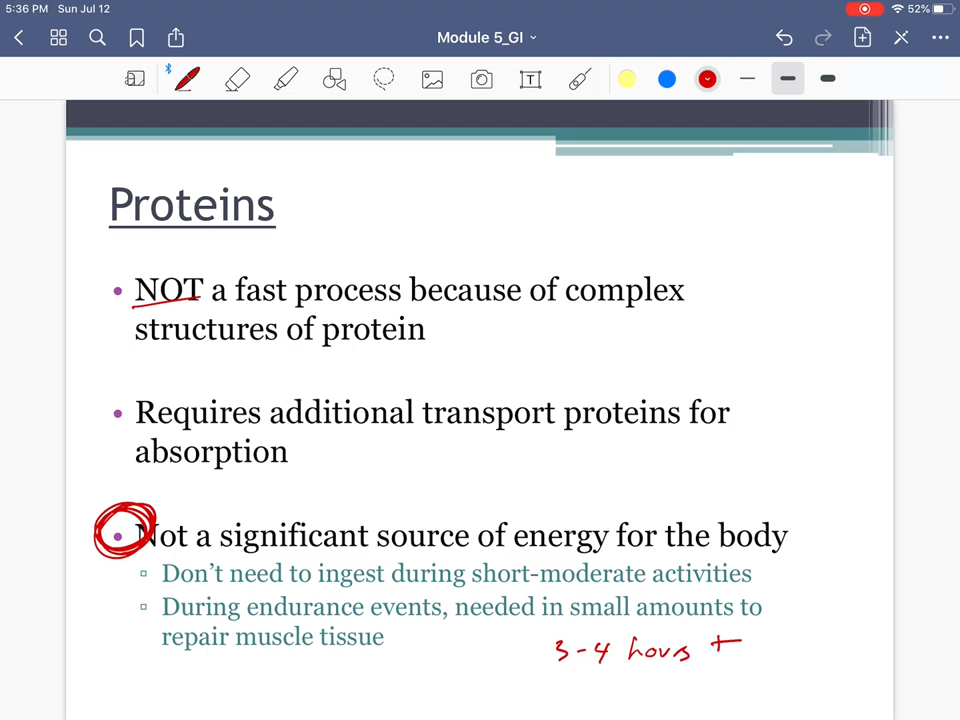 5:36 PM Sun Jul 12
52%
Module 5_GI
Proteins
• NOT a fast process because of complex
structures of protein
• Requires additional transport proteins for
absorption
• Not a significant source of energy for the body
▫ Don't need to ingest during short-moderate activities
▫ During endurance events, needed in small amounts to
repair muscle tissue
3-4 hours +